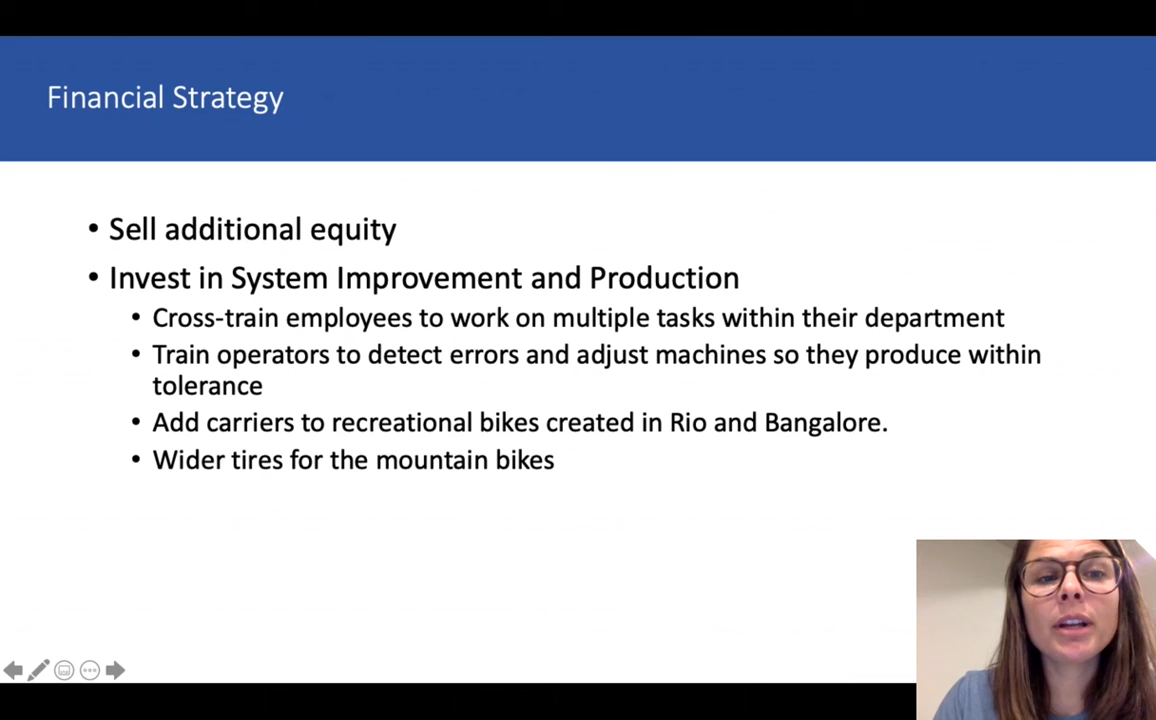 Financial Strategy
• Sell additional equity
• Invest in System Improvement and Production
• Cross-train employees to work on multiple tasks within their department
• Train operators to detect errors and adjust machines so they produce within
tolerance
• Add carriers to recreational bikes created in Rio and Bangalore.
• Wider tires for the mountain bikes